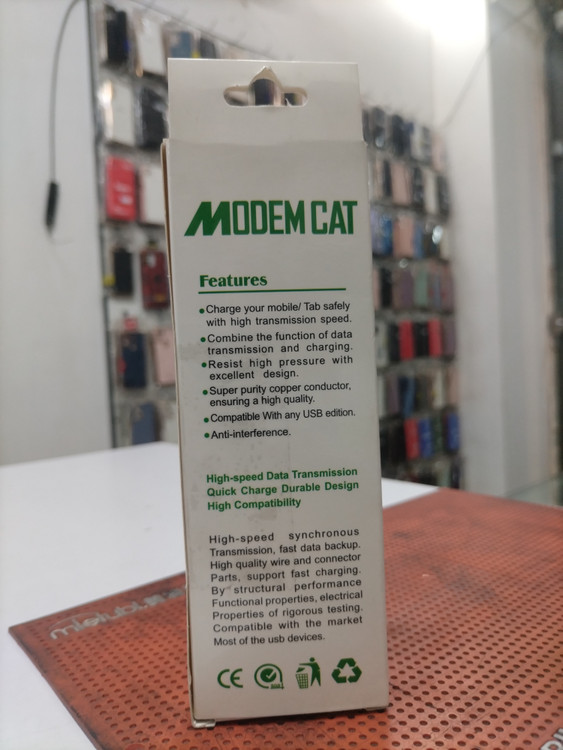 MODEM CAT
Features
Charge your mobile/ Tab safely
with high transmission speed.
Combine the function of data
transmission and charging.
Resist high pressure with
excellent design.
Super purity copper conductor,
ensuring a high quality.
Compatible With any USB edition.
Anti-interference.
High-speed Data Transmission
Quick Charge Durable Design
High Compatibility
High-speed synchronous
Transmission, fast data backup.
High quality wire and connector
Parts, support fast charging.
By structural performance
Functional properties, electrical
Properties of rigorous testing.
Compatible with the market
Most of the usb devices.
CE